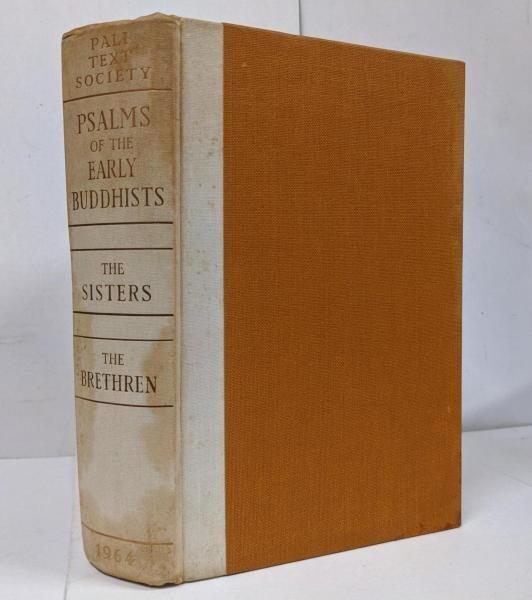 PALI
TEXT
SOCIETY
PSALMS
OF THE
EARLY
BUDDHISTS
THE
SISTERS
THE
BRETHREN
1964